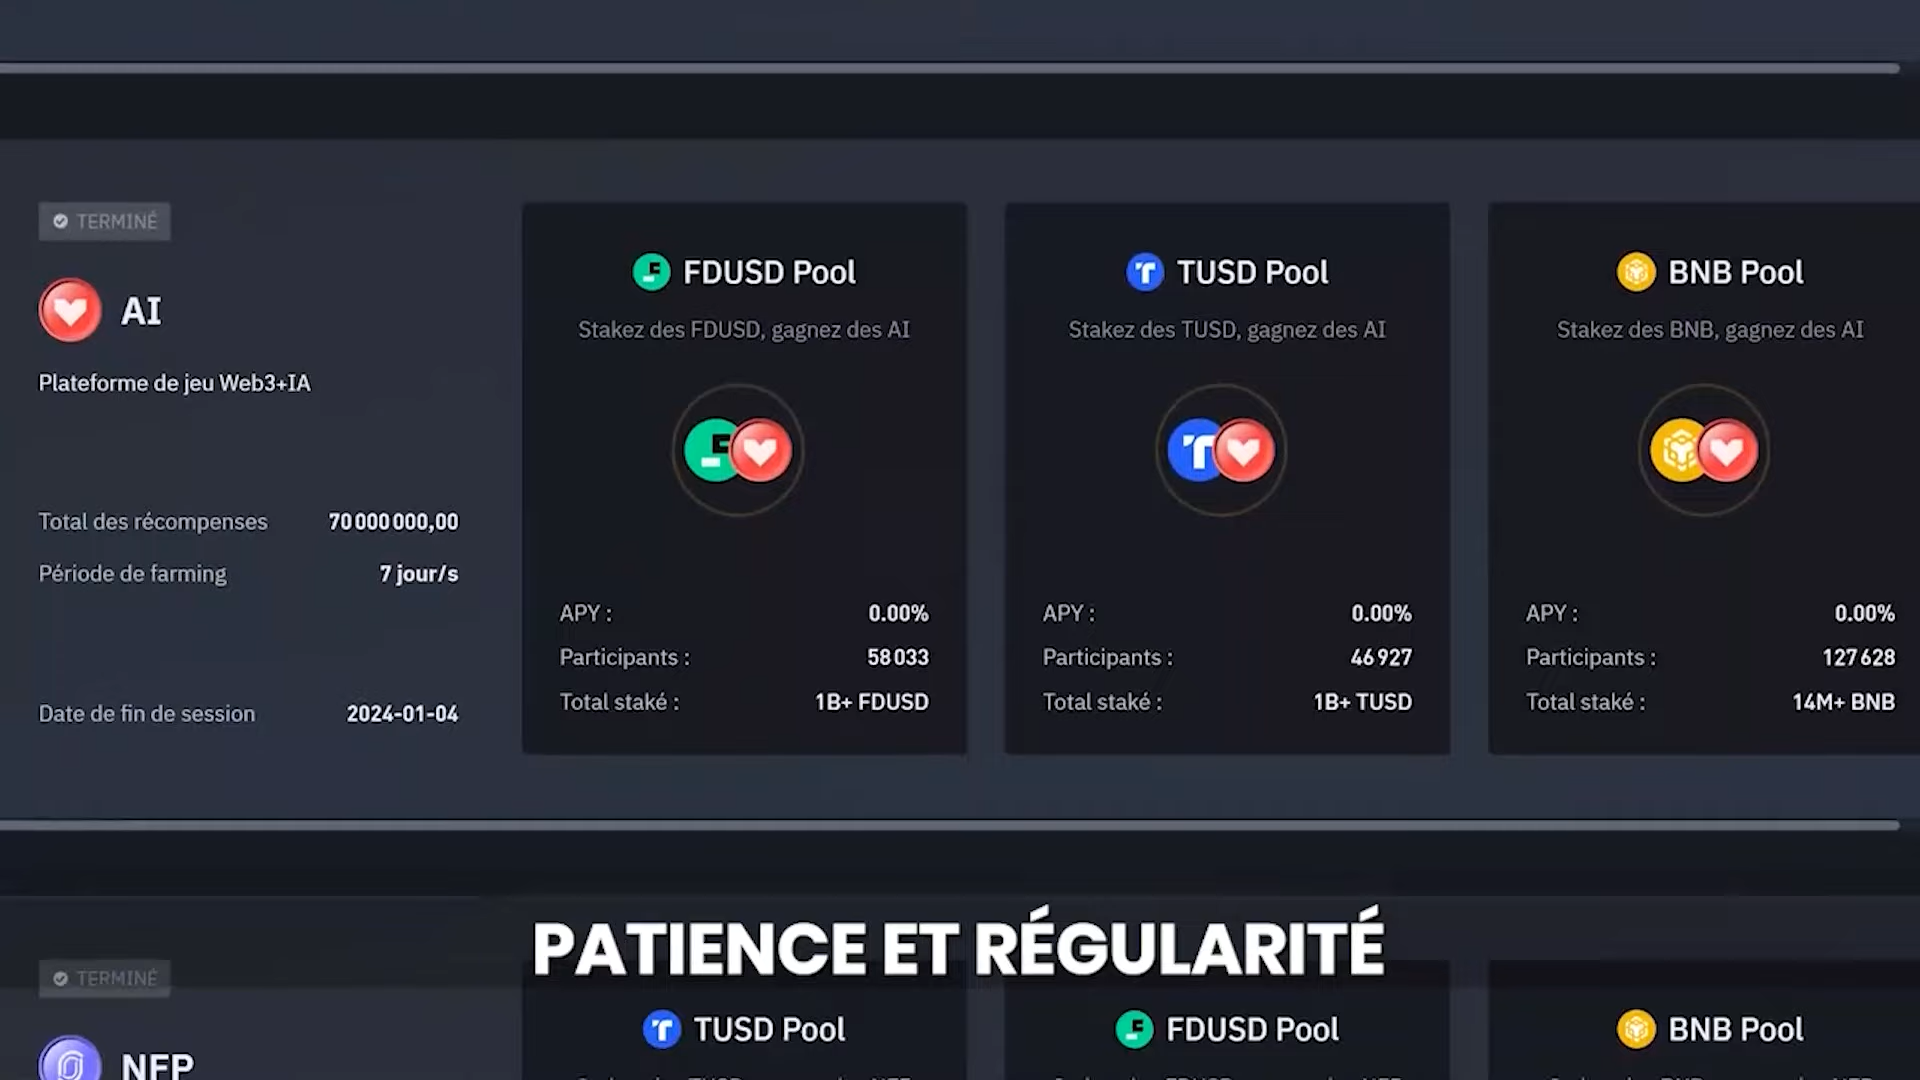 TERMINÉ
AI
Plateforme de jeu Web3+IA
Total des récompenses 70 000 000,00
Période de farming 7 jour/s
Date de fin de session 2024-01-04
FDUSD Pool
Stakez des FDUSD, gagnez des AI
APY : 0.00%
Participants : 58 033
Total staké : 1B+ FDUSD
TUSD Pool
Stakez des TUSD, gagnez des AI
APY : 0.00%
Participants : 46 927
Total staké : 1B+ TUSD
BNB Pool
Stakez des BNB, gagnez des AI
APY : 0.00%
Participants : 127 628
Total staké : 14M+ BNB
PATIENCE ET RÉGULARITÉ
TERMINÉ
NFP
TUSD Pool
FDUSD Pool
BNB Pool